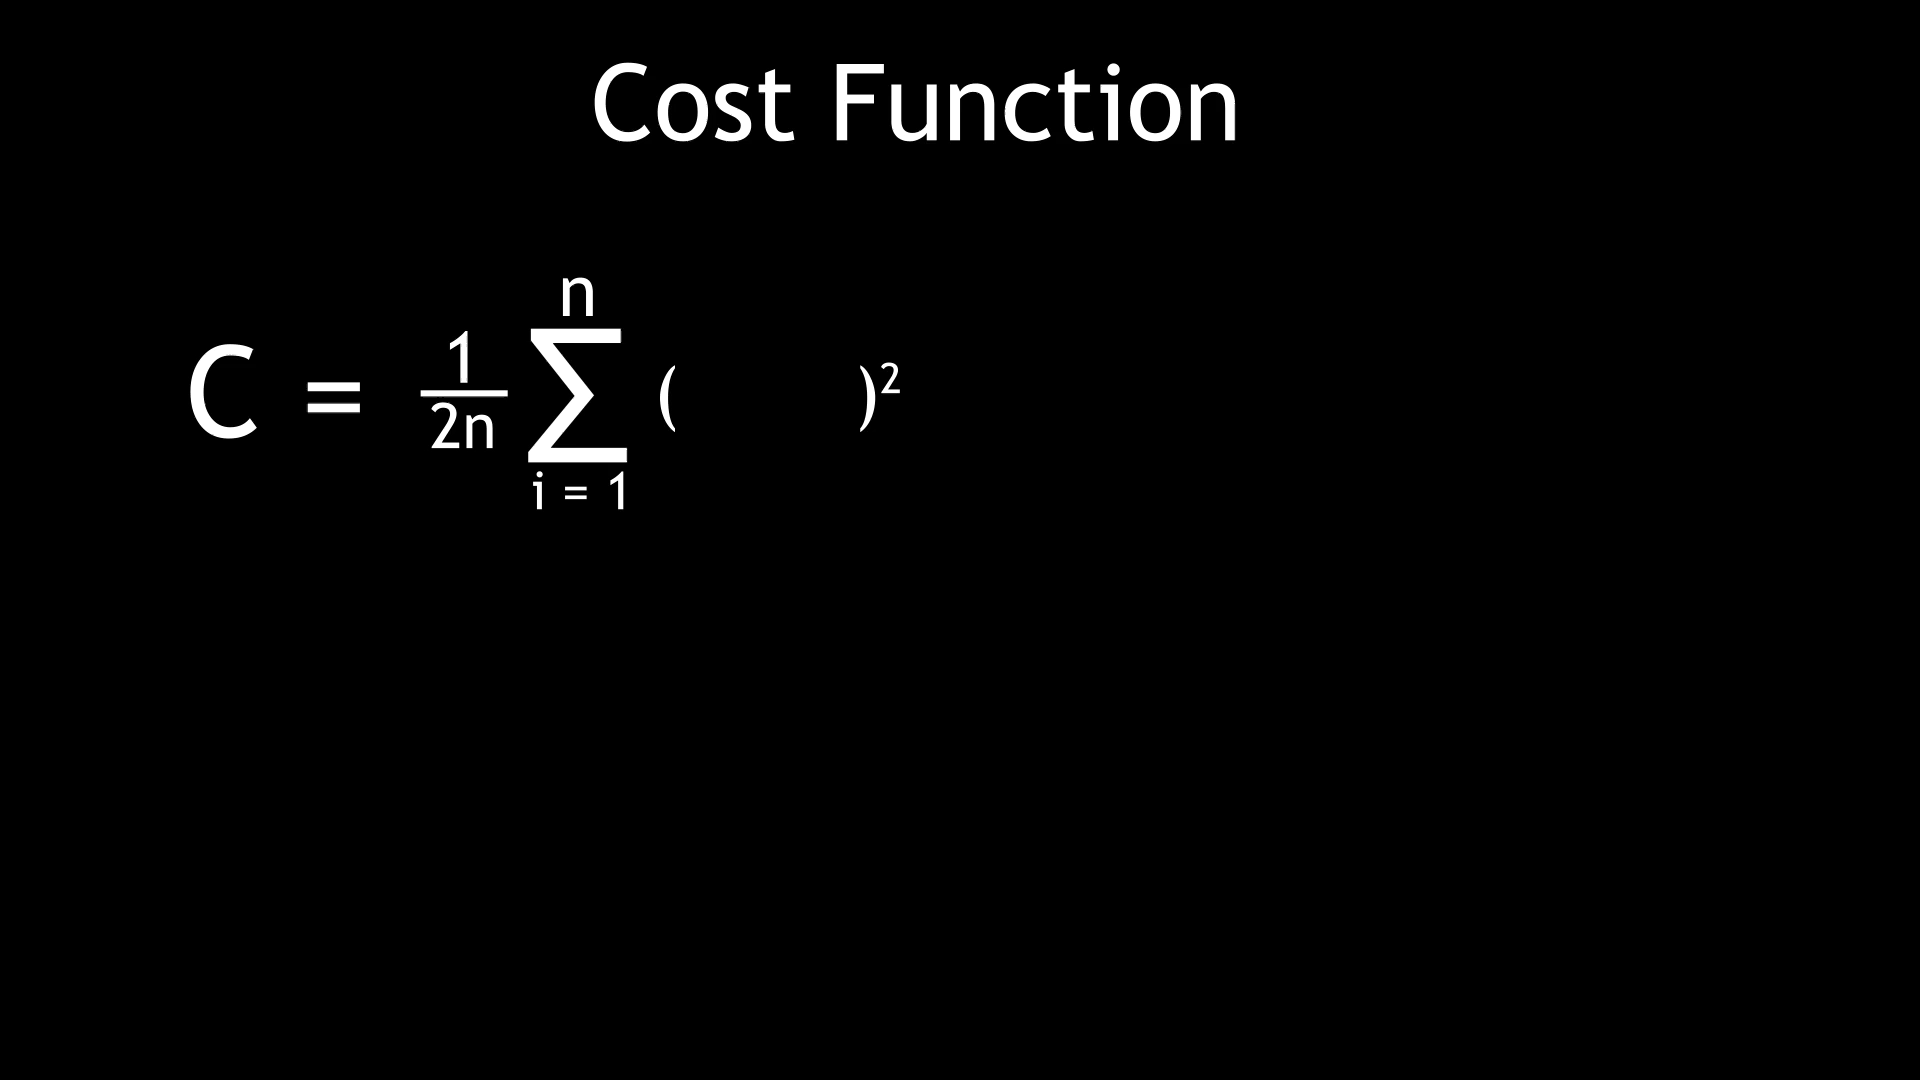 Cost Function
C = 1/2n n ∑ i = 1 ( )²